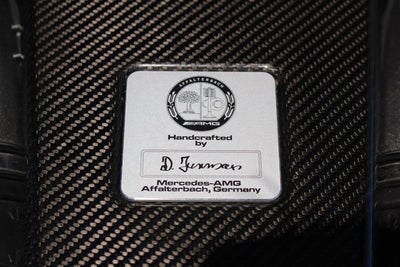 AFFALTERBACH
AMG
Handcrafted
by
Mercedes-AMG
Affalterbach, Germany